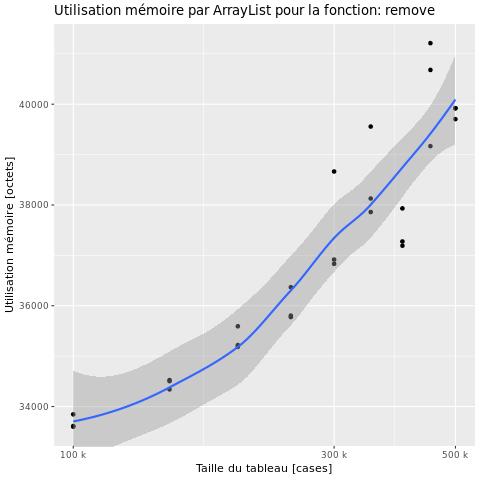 Utilisation mémoire par ArrayList pour la fonction: remove
Utilisation mémoire [octets]
40000
38000
36000
34000
100 k
300 k
500 k
Taille du tableau [cases]